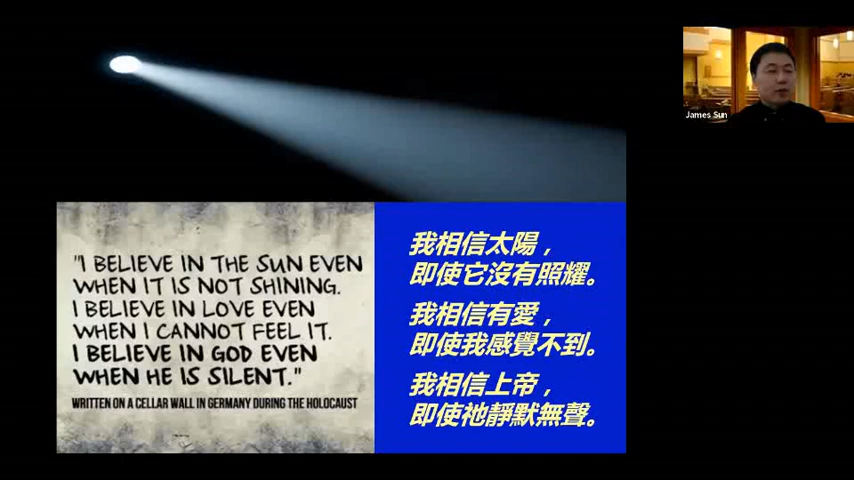 "I BELIEVE IN THE SUN EVEN
WHEN IT IS NOT SHINING.
I BELIEVE IN LOVE EVEN
WHEN I CANNOT FEEL IT.
I BELIEVE IN GOD EVEN
WHEN HE IS SILENT."
WRITTEN ON A CELLAR WALL IN GERMANY DURING THE HOLOCAUST
我相信太陽，
即使它沒有照耀。
我相信有愛，
即使我感覺不到。
我相信上帝，
即使祂靜默無聲。
James Sun